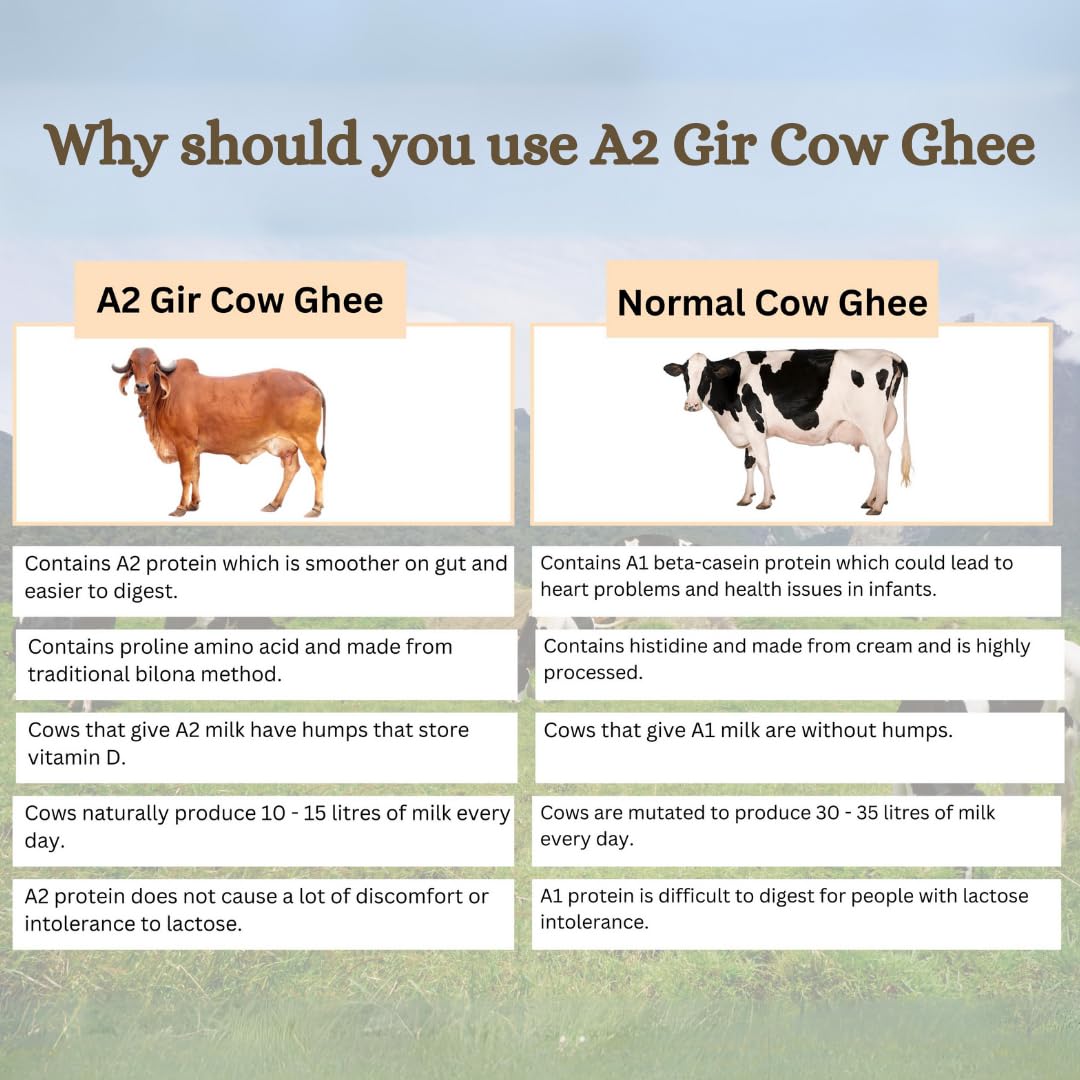 Why should you use A2 Gir Cow Ghee
A2 Gir Cow Ghee
Normal Cow Ghee
Contains A2 protein which is smoother on gut and
easier to digest.
Contains A1 beta-casein protein which could lead to
heart problems and health issues in infants.
Contains proline amino acid and made from
traditional bilona method.
Contains histidine and made from cream and is highly
processed.
Cows that give A2 milk have humps that store
vitamin D.
Cows that give A1 milk are without humps.
Cows naturally produce 10 - 15 litres of milk every
day.
Cows are mutated to produce 30 - 35 litres of milk
every day.
A2 protein does not cause a lot of discomfort or
intolerance to lactose.
A1 protein is difficult to digest for people with lactose
intolerance.